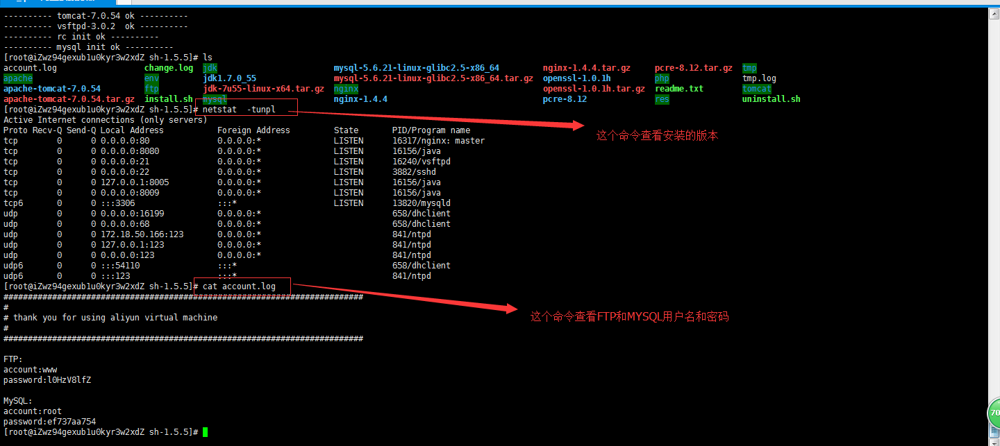 ---------- tomcat-7.0.54 ok ----------
---------- vsftpd-3.0.2  ok ----------
---------- rc init ok ----------
---------- mysql init ok ----------
[root@iZwz94gexub1u0kyr3w2xdZ sh-1.5.5]# ls
account.log change.log jdk mysql-5.6.21-linux-glibc2.5-x86_64 nginx-1.4.4.tar.gz pcre-8.12.tar.gz tmp
apache env jdk1.7.0_55 mysql-5.6.21-linux-glibc2.5-x86_64.tar.gz openssl-1.0.1h php tmp.log
apache-tomcat-7.0.54 ftp jdk-7u55-linux-x64.tar.gz nginx openssl-1.0.1h.tar.gz readme.txt tomcat
apache-tomcat-7.0.54.tar.gz install.sh mysql nginx-1.4.4 pcre-8.12 res uninstall.sh
[root@iZwz94gexub1u0kyr3w2xdZ sh-1.5.5]# netstat  -tunpl
Active Internet connections (only servers)
这个命令查看安装的版本
Proto Recv-Q Send-Q Local Address Foreign Address State PID/Program name
tcp 0 0 0.0.0.0:80 0.0.0.0:* LISTEN 16317/nginx: master
tcp 0 0 0.0.0.0:8080 0.0.0.0:* LISTEN 16156/java
tcp 0 0 0.0.0.0:21 0.0.0.0:* LISTEN 16240/vsftpd
tcp 0 0 0.0.0.0:22 0.0.0.0:* LISTEN 3882/sshd
tcp 0 0 127.0.0.1:8005 0.0.0.0:* LISTEN 16156/java
tcp 0 0 0.0.0.0:8009 0.0.0.0:* LISTEN 16156/java
tcp6 0 0 :::3306 :::* LISTEN 13820/mysqld
udp 0 0 0.0.0.0:16199 0.0.0.0:* 658/dhclient
udp 0 0 0.0.0.0:68 0.0.0.0:* 658/dhclient
udp 0 0 172.18.50.166:123 0.0.0.0:* 841/ntpd
udp 0 0 127.0.0.1:123 0.0.0.0:* 841/ntpd
udp 0 0 0.0.0.0:123 0.0.0.0:* 841/ntpd
udp6 0 0 :::54110 :::* 658/dhclient
udp6 0 0 :::123 :::* 841/ntpd
[root@iZwz94gexub1u0kyr3w2xdZ sh-1.5.5]# cat account.log
##########################################################################
#
# thank you for using aliyun virtual machine
#
##########################################################################
这个命令查看FTP和MYSQL用户名和密码
FTP:
account:www
password:l0HzV8lfZ
MySQL:
account:root
password:ef737aa754
[root@iZwz94gexub1u0kyr3w2xdZ sh-1.5.5]#
70